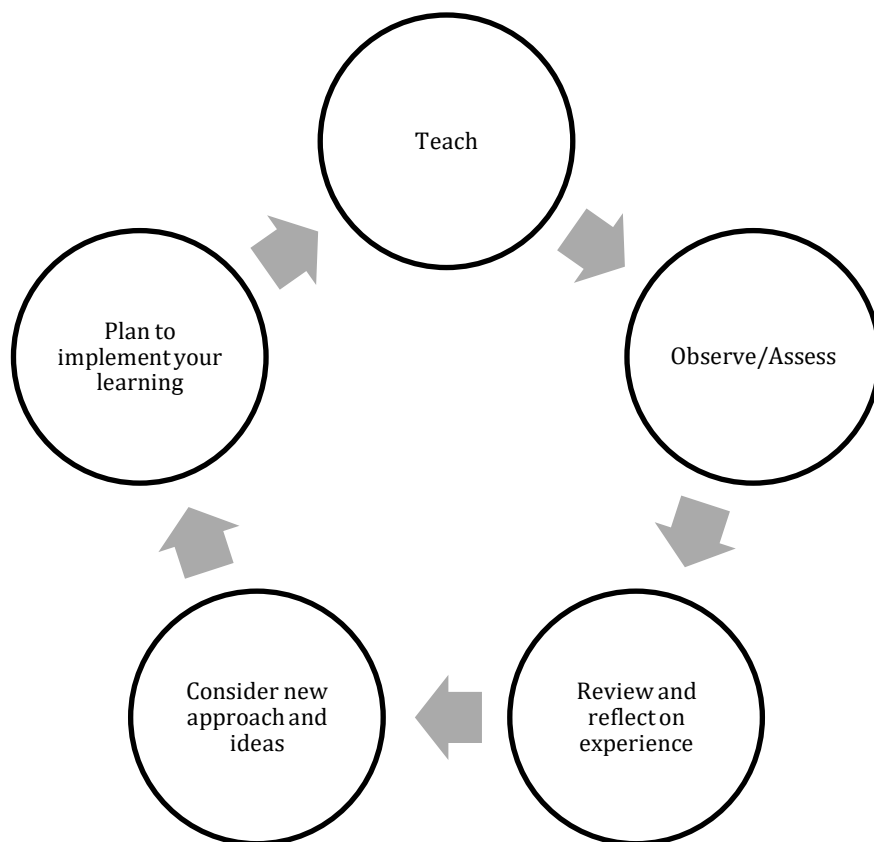 Teach
Observe/Assess
Review and
reflect on
experience
Consider new
approach and
ideas
Plan to
implement your
learning